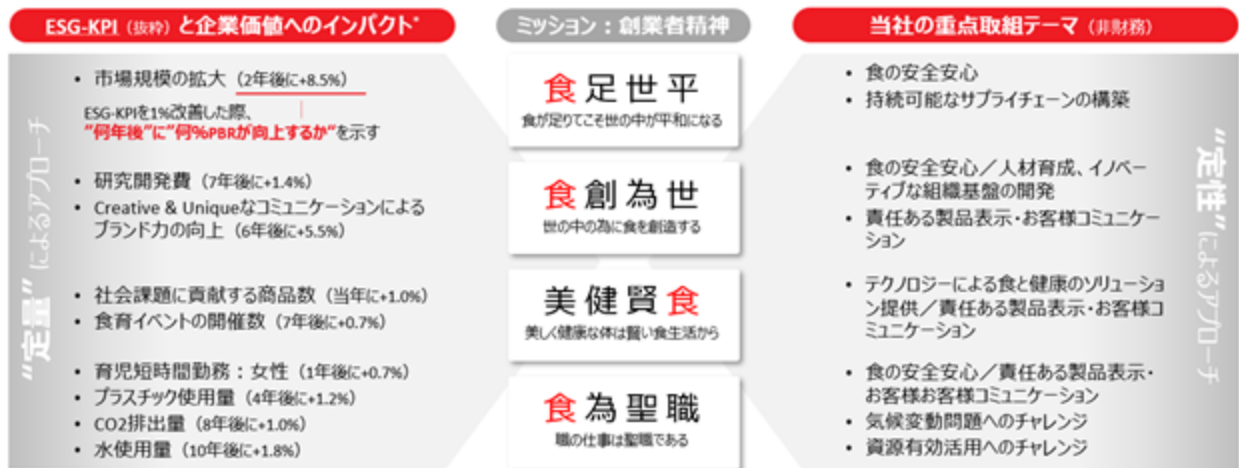 ESG-KPI（抜粋）と企業価値へのインパクト*
ミッション：創業者精神
当社の重点取組テーマ（非財務）
"定量"によるアプローチ
• 市場規模の拡大（2年後に+8.5%）
ESG-KPIを1%改善した際、
"何年後"に"何%PBRが向上するか"を示す
• 研究開発費（7年後に+1.4%）
• Creative & Uniqueなコミュニケーションによる
ブランド力の向上（6年後に+5.5%）
• 社会課題に貢献する商品数（当年に+1.0%）
• 食育イベントの開催数（7年後に+0.7%）
• 育児短時間勤務：女性（1年後に+0.7%）
• プラスチック使用量（4年後に+1.2%）
• CO2排出量（8年後に+1.0%）
• 水使用量（10年後に+1.8%）
食足世平
食が足りてこそ世の中が平和になる
食創為世
世の中の為に食を創造する
美健賢食
美しく健康な体は賢い食生活から
食為聖職
職の仕事は聖職である
• 食の安全安心
• 持続可能なサプライチェーンの構築
• 食の安全安心／人材育成、イノベー
ティブな組織基盤の開発
• 責任ある製品表示・お客様コミュニケー
ション
• テクノロジーによる食と健康のソリューショ
ン提供／責任ある製品表示・お客様コ
ミュニケーション
• 食の安全安心／責任ある製品表示・
お客様お客様コミュニケーション
• 気候変動問題へのチャレンジ
• 資源有効活用へのチャレンジ
"定性"によるアプローチ